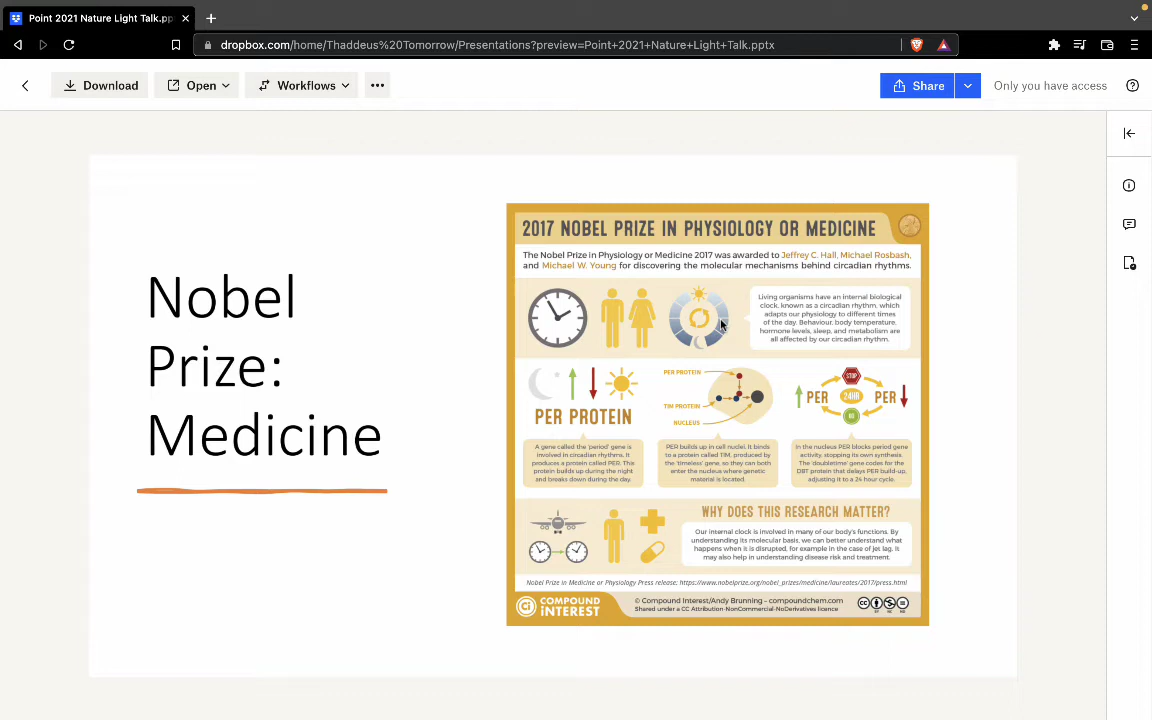 Point 2021 Nature Light Talk.pp
dropbox.com/home/Thaddeus%20Tomorrow/Presentations?preview=Point+2021+Nature+Light+Talk.pptx
Download
Open
Workflows
Share
Only you have access
Nobel
Prize:
Medicine
2017 NOBEL PRIZE IN PHYSIOLOGY OR MEDICINE
The Nobel Prize in Physiology or Medicine 2017 was awarded to Jeffrey C. Hall, Michael Rosbash,
and Michael W. Young for discovering the molecular mechanisms behind circadian rhythms.
Living organisms have an internal biological
clock, known as a circadian rhythm, which
adapts our physiology to different times
of the day. Behaviour, body temperature,
hormone levels, sleep, and metabolism are
all affected by our circadian rhythm.
PER PROTEIN
A gene called the 'period' gene is
involved in circadian rhythms. It
produces a protein called PER. This
protein builds up during the night
and breaks down during the day.
PER PROTEIN
TIM PROTEIN
NUCLEUS
PER builds up in cell nuclei. It binds
to a protein called TIM, produced by
the 'timeless' gene, so they can both
enter the nucleus where genetic
material is located.
STOP
PER 24HR PER
In the nucleus PER blocks period gene
activity, stopping its own synthesis.
The 'doubletime' gene codes for the
DBT protein that delays PER build-up,
adjusting it to a 24 hour cycle.
WHY DOES THIS RESEARCH MATTER?
Our internal clock is involved in many of our body's functions. By
understanding its molecular basis, we can better understand what
happens when it is disrupted, for example in the case of jet lag. It
may also help in understanding disease risk and treatment.
Nobel Prize in Medicine or Physiology Press release: https://www.nobelprize.org/nobel_prizes/medicine/laureates/2017/press.html
Ci COMPOUND
INTEREST
© Compound Interest/Andy Brunning – compoundchem.com
Shared under a CC Attribution-NonCommercial-NoDerivatives licence